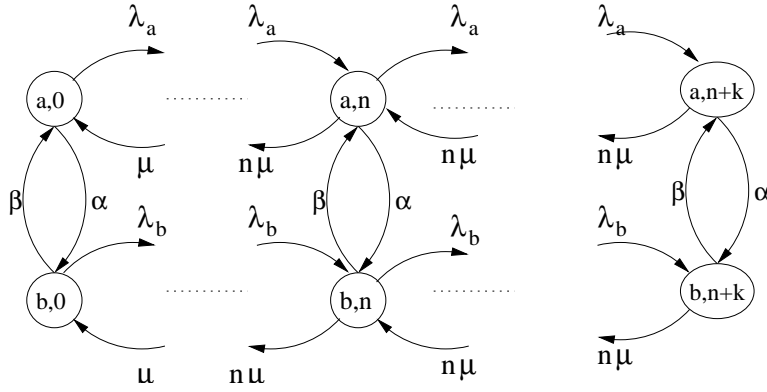 λa λa λa λa
a,0 a,n a,n+k
μ nμ nμ nμ
β α β α β α
λb λb λb λb
b,0 b,n b,n+k
μ nμ nμ nμ